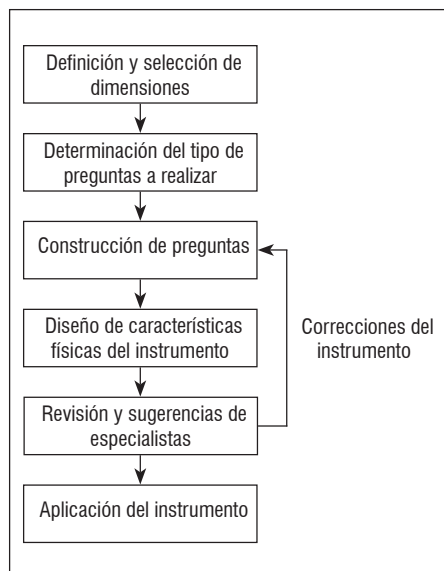 Definición y selección de
dimensiones
Determinación del tipo de
preguntas a realizar
Construcción de preguntas
Diseño de características
físicas del instrumento
Correcciones del
instrumento
Revisión y sugerencias de
especialistas
Aplicación del instrumento